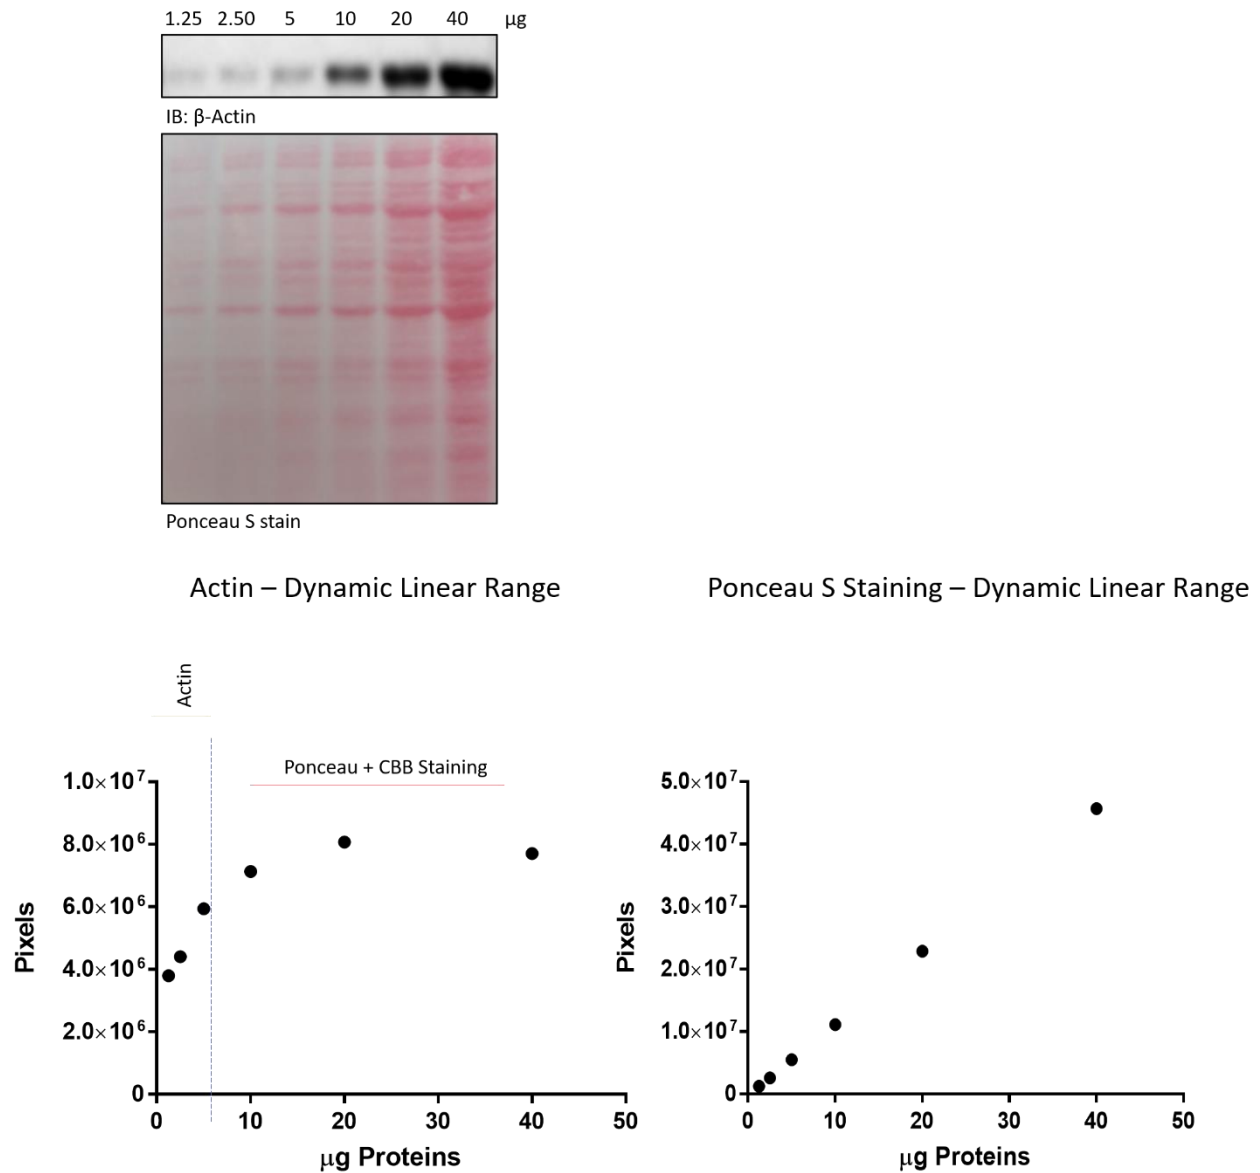 1.25 2.50 5 10 20 40 µg
IB: β-Actin
Ponceau S stain
Actin – Dynamic Linear Range
Actin
Ponceau + CBB Staining
1.0×10⁷
8.0×10⁶
6.0×10⁶
4.0×10⁶
2.0×10⁶
0
Pixels
0 10 20 30 40 50
µg Proteins
Ponceau S Staining – Dynamic Linear Range
5.0×10⁷
4.0×10⁷
3.0×10⁷
2.0×10⁷
1.0×10⁷
0
Pixels
0 10 20 30 40 50
µg Proteins